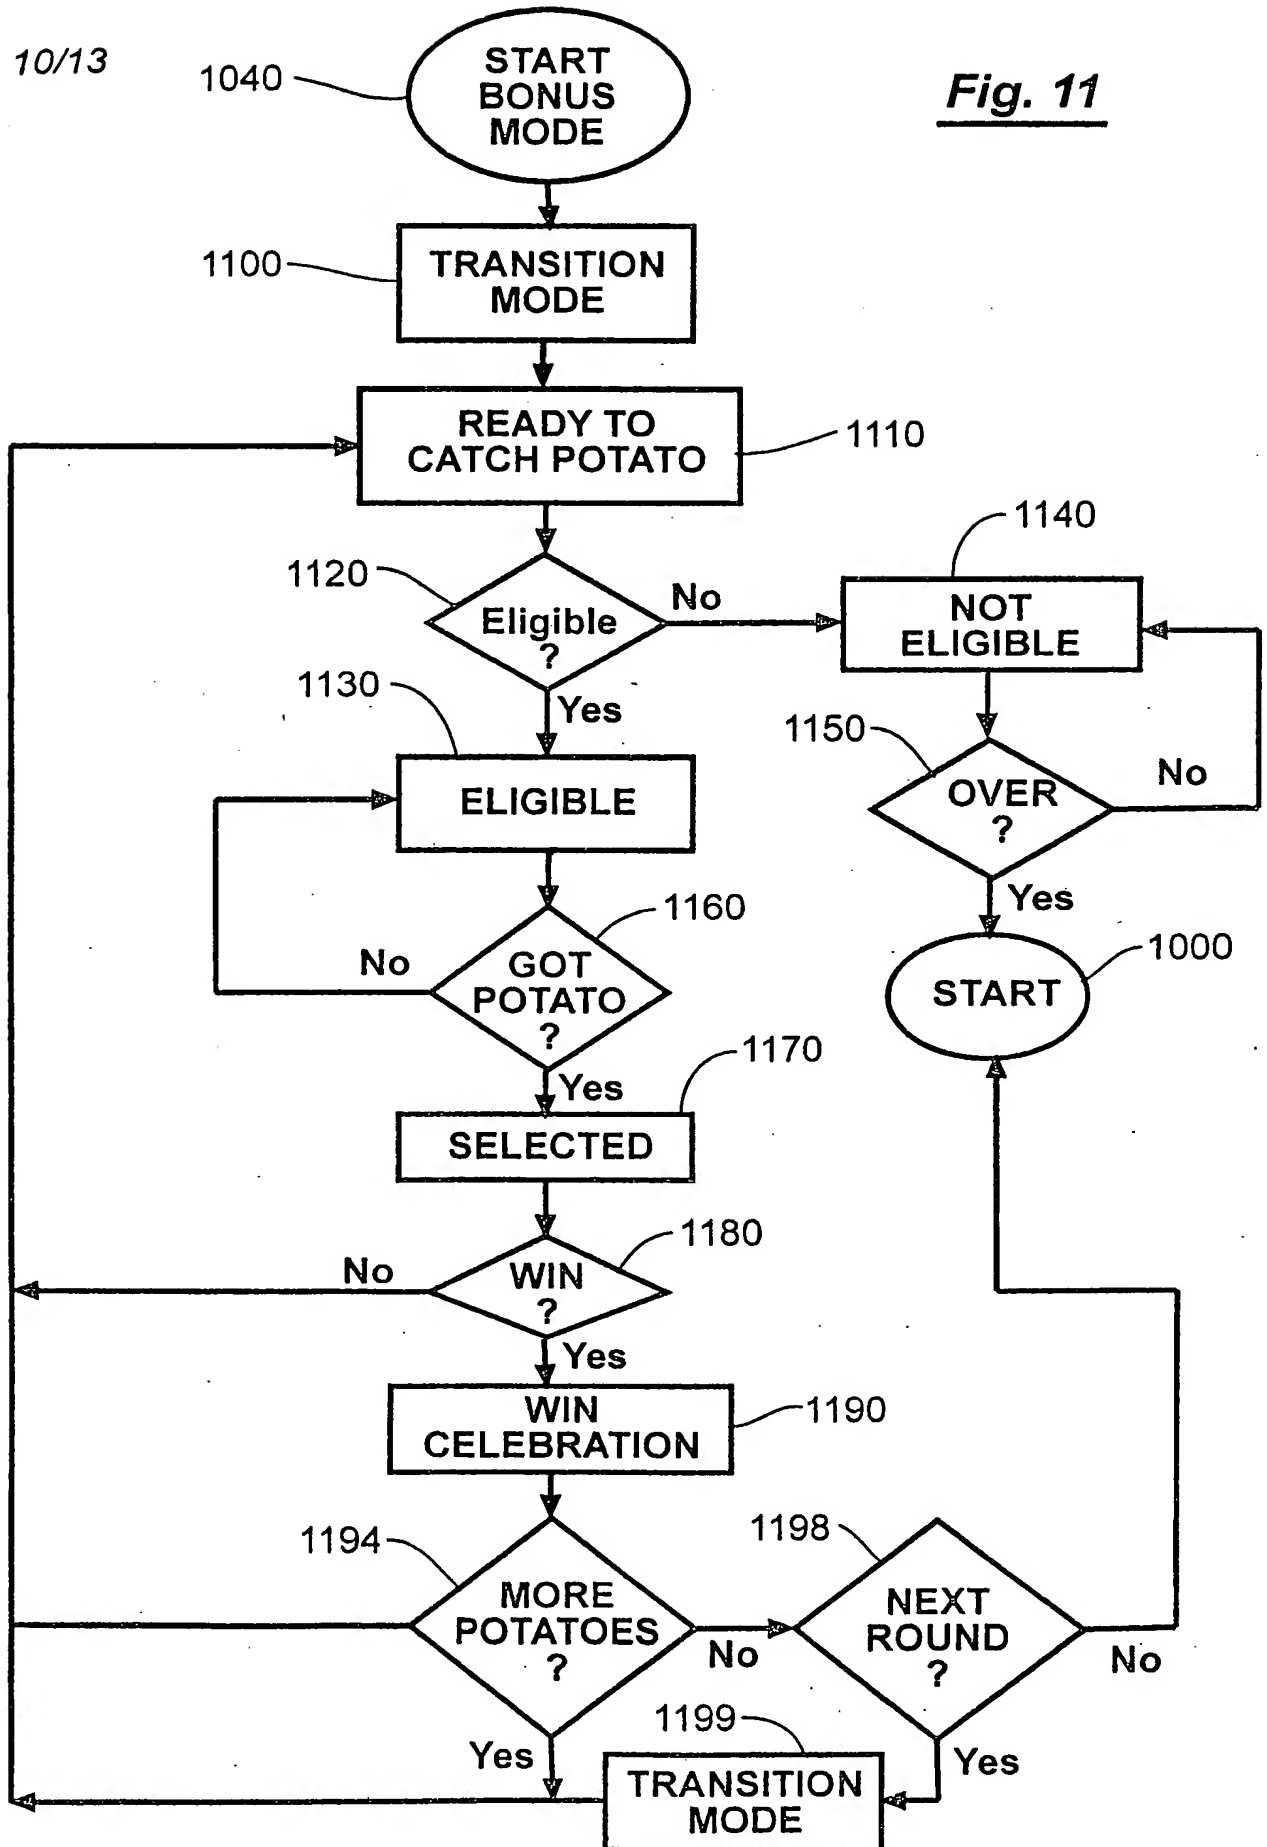 10/13
1040
START
BONUS
MODE
Fig. 11
1100
TRANSITION
MODE
READY TO
CATCH POTATO
1110
1140
1120
Eligible
?
No
NOT
ELIGIBLE
1130
Yes
1150
OVER
?
No
ELIGIBLE
Yes
1160
No
GOT
POTATO
?
1000
START
1170
Yes
SELECTED
1180
No
WIN
?
Yes
WIN
CELEBRATION
1190
1194
MORE
POTATOES
?
No
1198
NEXT
ROUND
?
No
1199
Yes
Yes
TRANSITION
MODE